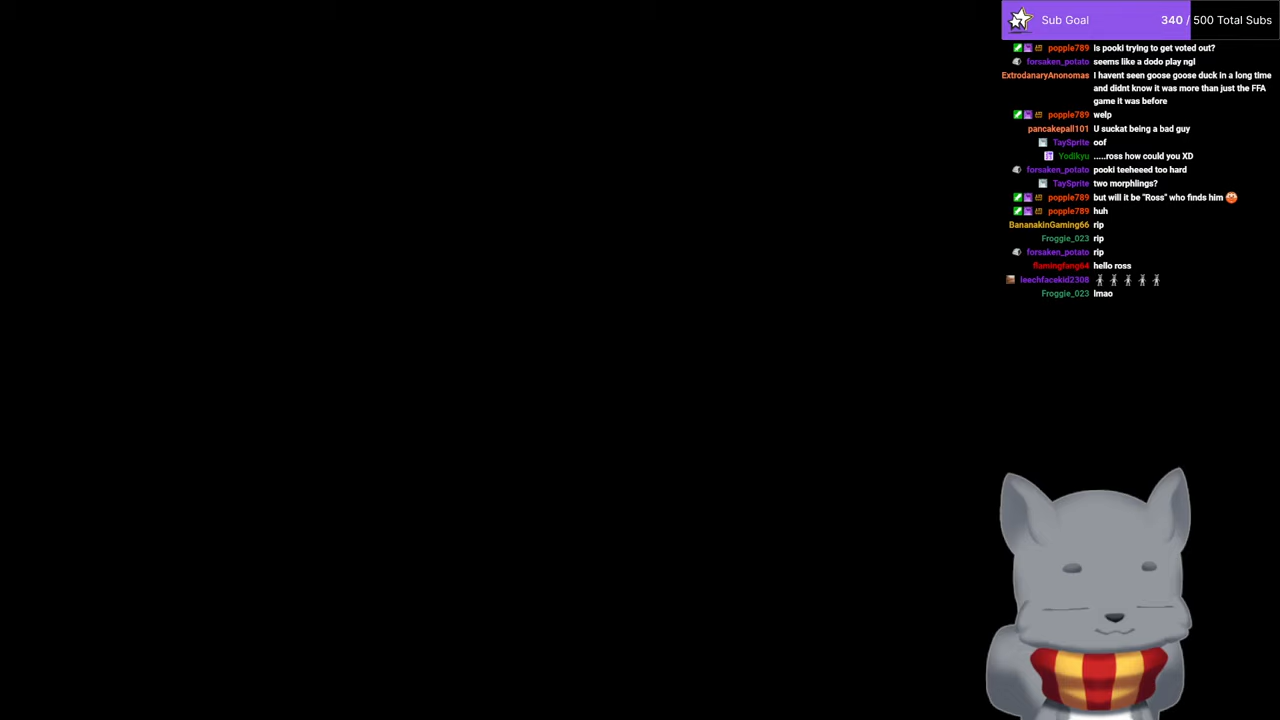 Sub Goal 340 / 500 Total Subs
popple789 is pooki trying to get voted out?
forsaken_potato seems like a dodo play ngl
ExtrodanaryAnonomas I havent seen goose goose duck in a long time
and didnt know it was more than just the FFA
game it was before
popple789 welp
pancakepall101 U suckat being a bad guy
TaySprite oof
Yodikyu .....ross how could you XD
forsaken_potato pooki teeheeed too hard
TaySprite two morphlings?
popple789 but will it be "Ross" who finds him
popple789 huh
BananakinGaming66 rip
Froggie_023 rip
forsaken_potato rip
flamingfung64 hello ross
leechfacekid2308
Froggie_023 lmao